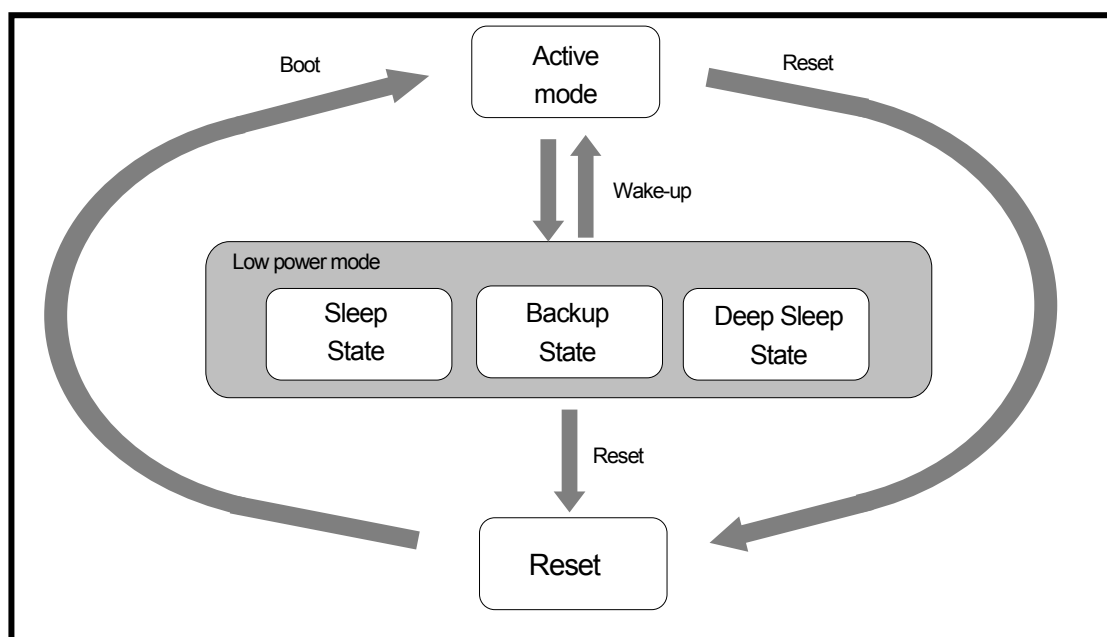 Boot
Active
mode
Reset
Wake-up
Low power mode
Sleep
State
Backup
State
Deep Sleep
State
Reset
Reset